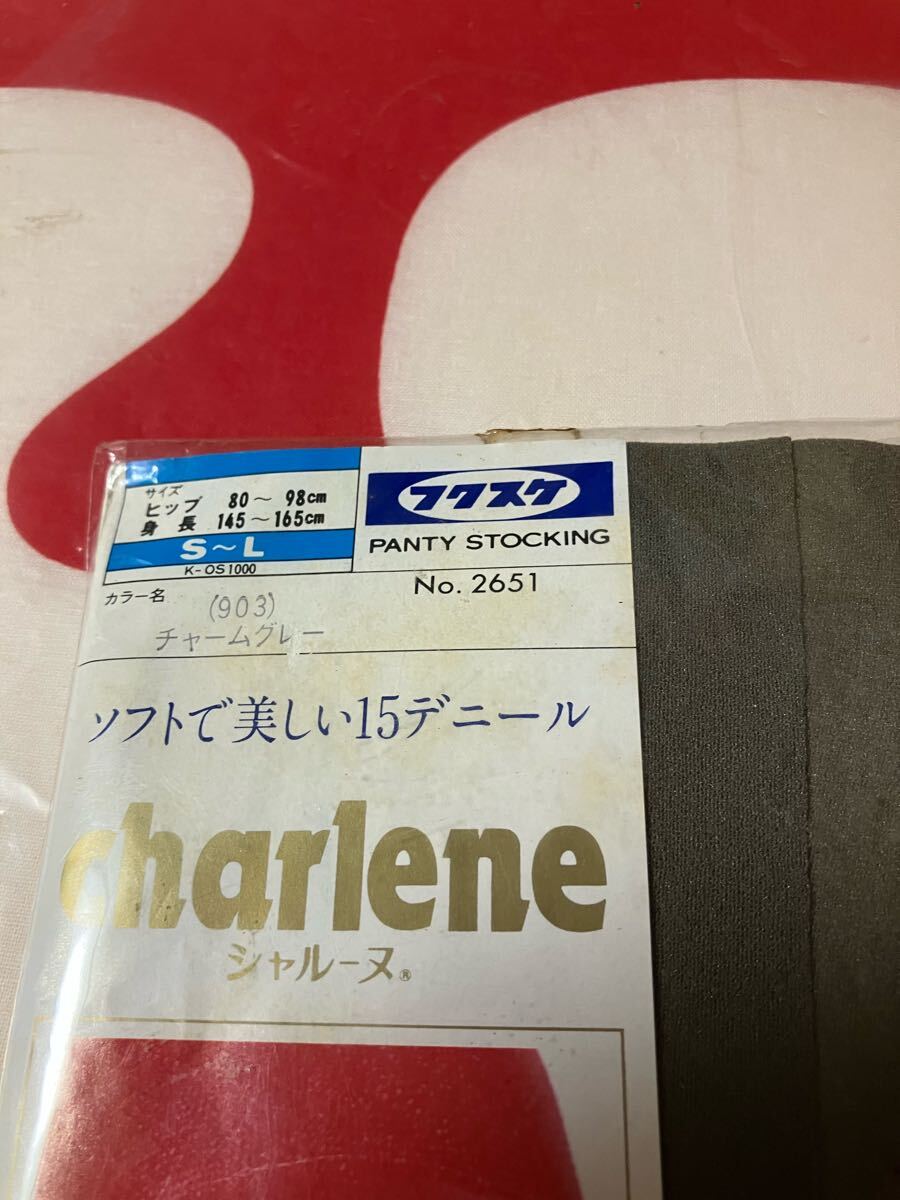 サイズ
ヒップ 80～98cm
身長 145～165cm
S～L
K-OS1000
フクスケ
PANTY STOCKING
No. 2651
カラー名 (903)
チャームグレー
ソフトで美しい15デニール
charlene
シャルーヌ®